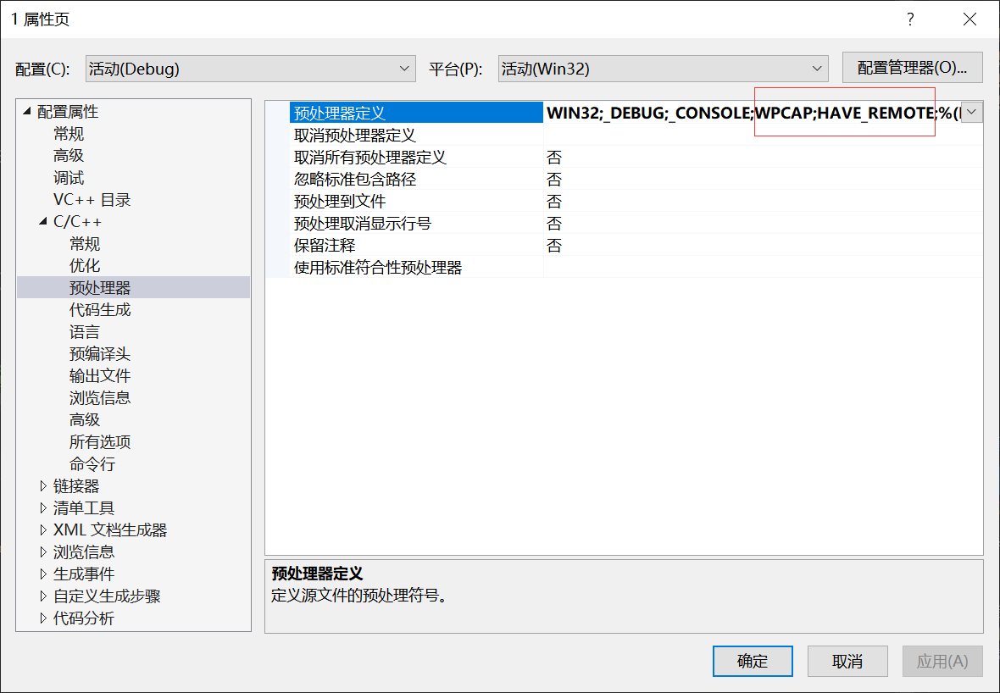 1 属性页
?
配置(C): 活动(Debug) 平台(P): 活动(Win32) 配置管理器(O)...
配置属性
常规
高级
调试
VC++ 目录
C/C++
常规
优化
预处理器
代码生成
语言
预编译头
输出文件
浏览信息
高级
所有选项
命令行
链接器
清单工具
XML 文档生成器
浏览信息
生成事件
自定义生成步骤
代码分析
预处理器定义 WIN32;_DEBUG;_CONSOLE;WPCAP;HAVE_REMOTE;%(
取消预处理器定义
取消所有预处理器定义 否
忽略标准包含路径 否
预处理到文件 否
预处理取消显示行号 否
保留注释 否
使用标准符合性预处理器
预处理器定义
定义源文件的预处理符号。
确定 取消 应用(A)